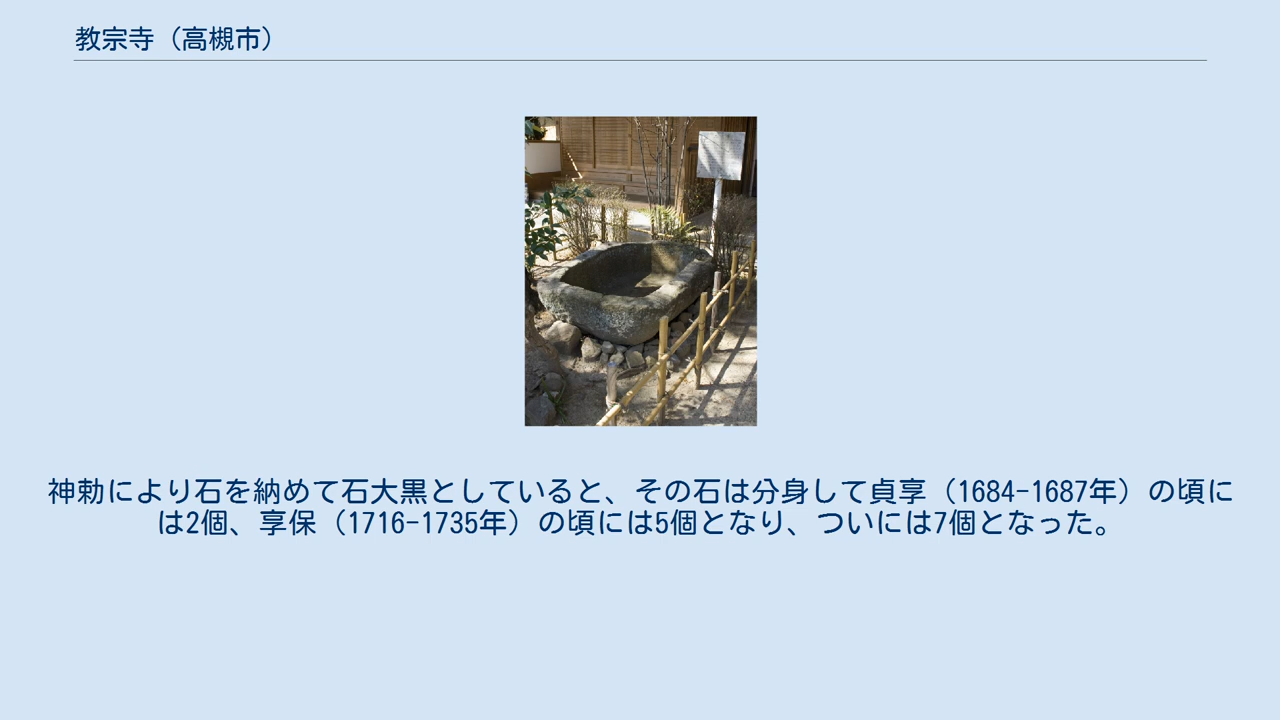 教宗寺（高槻市）
神勅により石を納めて石大黒としていると、その石は分身して貞享（1684-1687年）の頃に
は2個、享保（1716-1735年）の頃には5個となり、ついには7個となった。